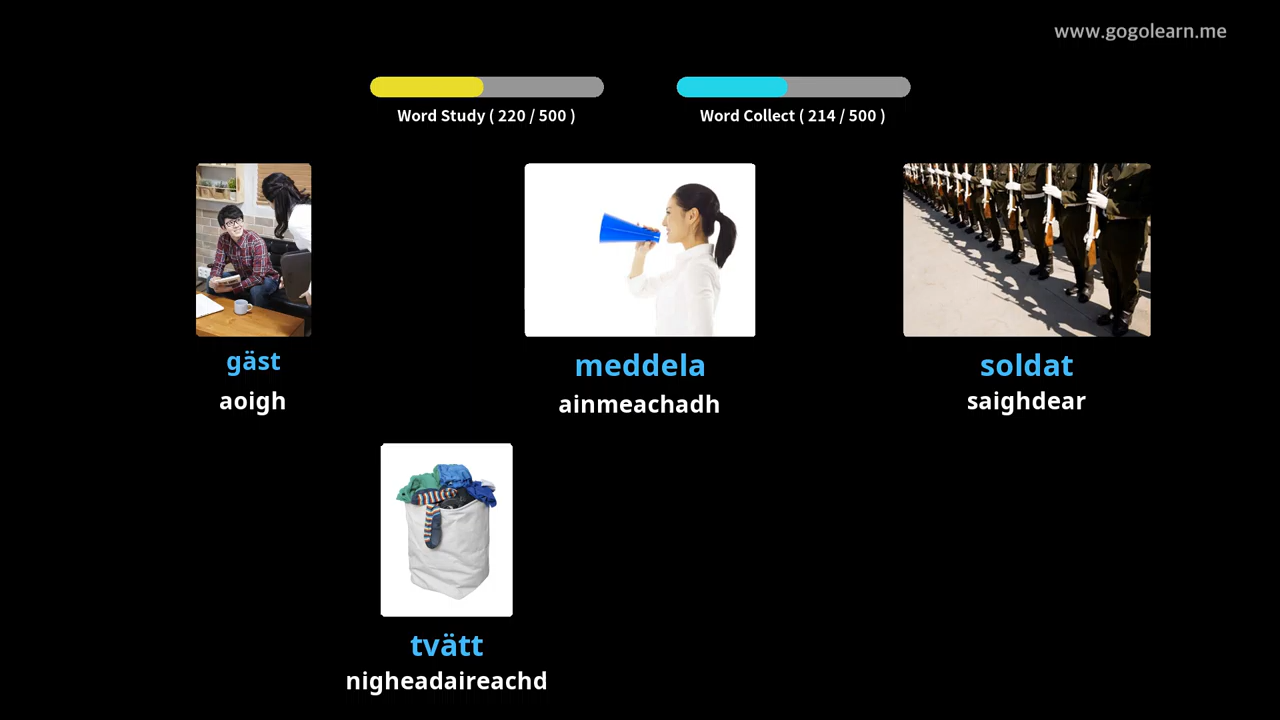 www.gogolearn.me
Word Study ( 220 / 500 )
Word Collect ( 214 / 500 )
gäst
aoigh
meddela
ainmeachadh
soldat
saighdear
tvätt
nigheadaireachd